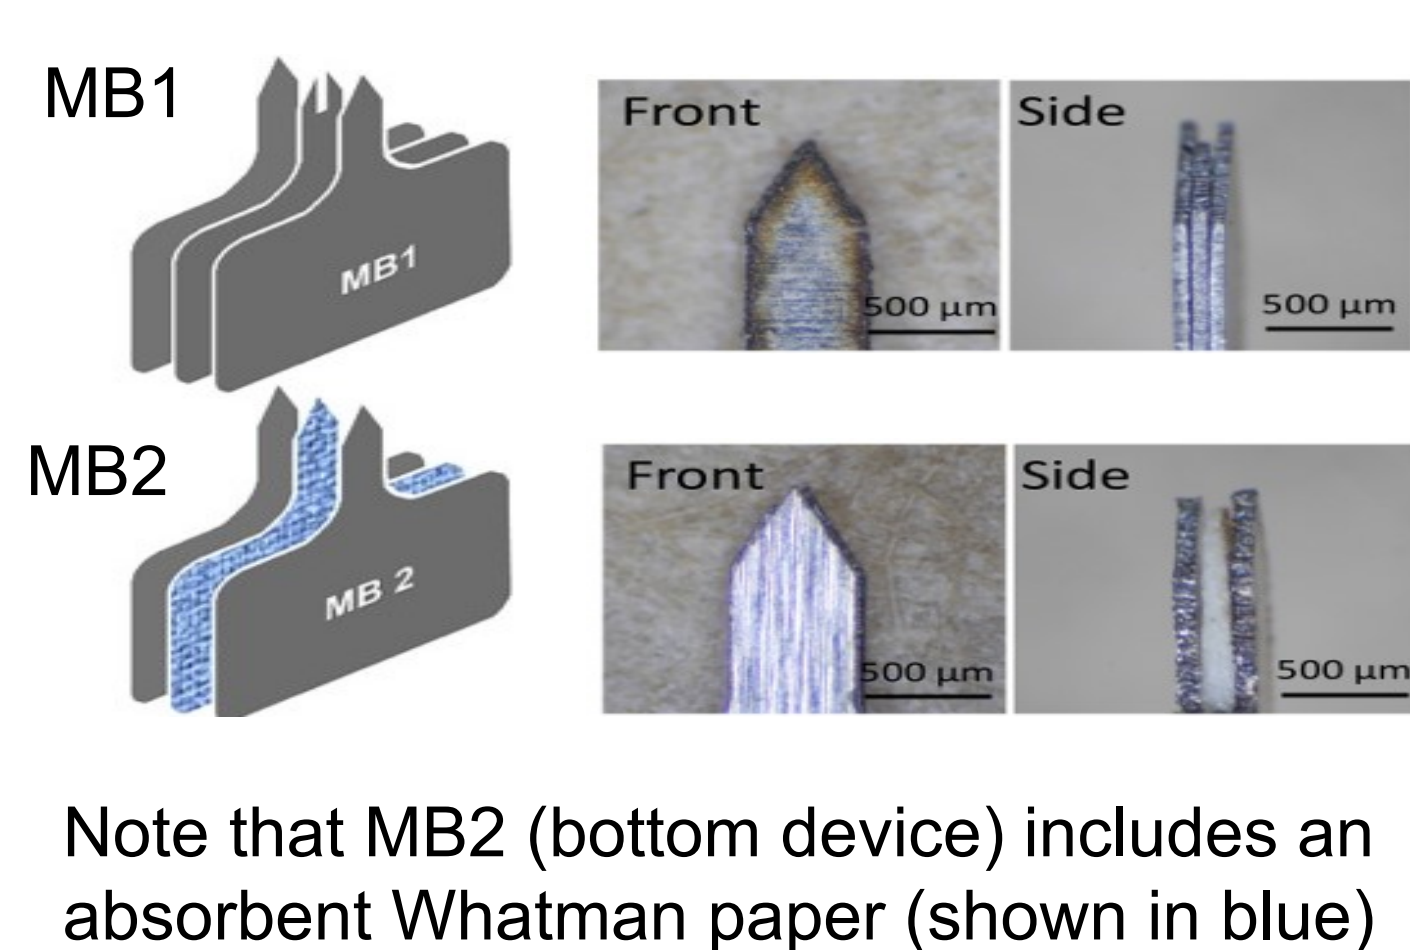 MB1
MB1
Front
500 µm
Side
500 µm
MB2
MB 2
Front
500 µm
Side
500 µm
Note that MB2 (bottom device) includes an
absorbent Whatman paper (shown in blue)